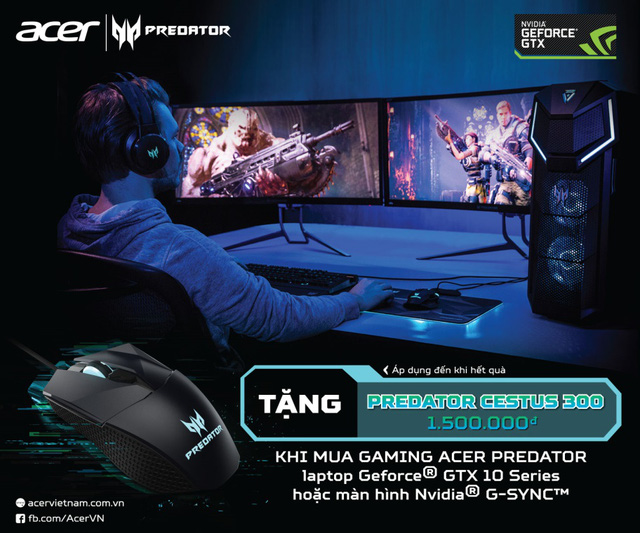 acer PREDATOR
NVIDIA
GEFORCE®
GTX
Áp dụng đến khi hết quà
TẶNG
PREDATOR CESTUS 300
1.500.000đ
PREDATOR
KHI MUA GAMING ACER PREDATOR
laptop Geforce® GTX 10 Series
hoặc màn hình Nvidia® G-SYNC™
acervietnam.com.vn
fb.com/AcerVN